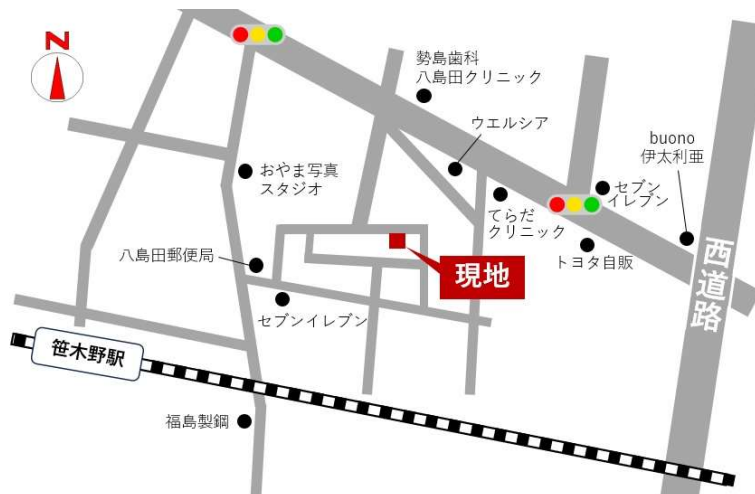 N
勢島歯科
八島田クリニック
ウエルシア
buono
伊太利亜
おやま写真
スタジオ
セブン
イレブン
てらだ
クリニック
トヨタ自販
西道路
八島田郵便局
現地
セブンイレブン
笹木野駅
福島製鋼